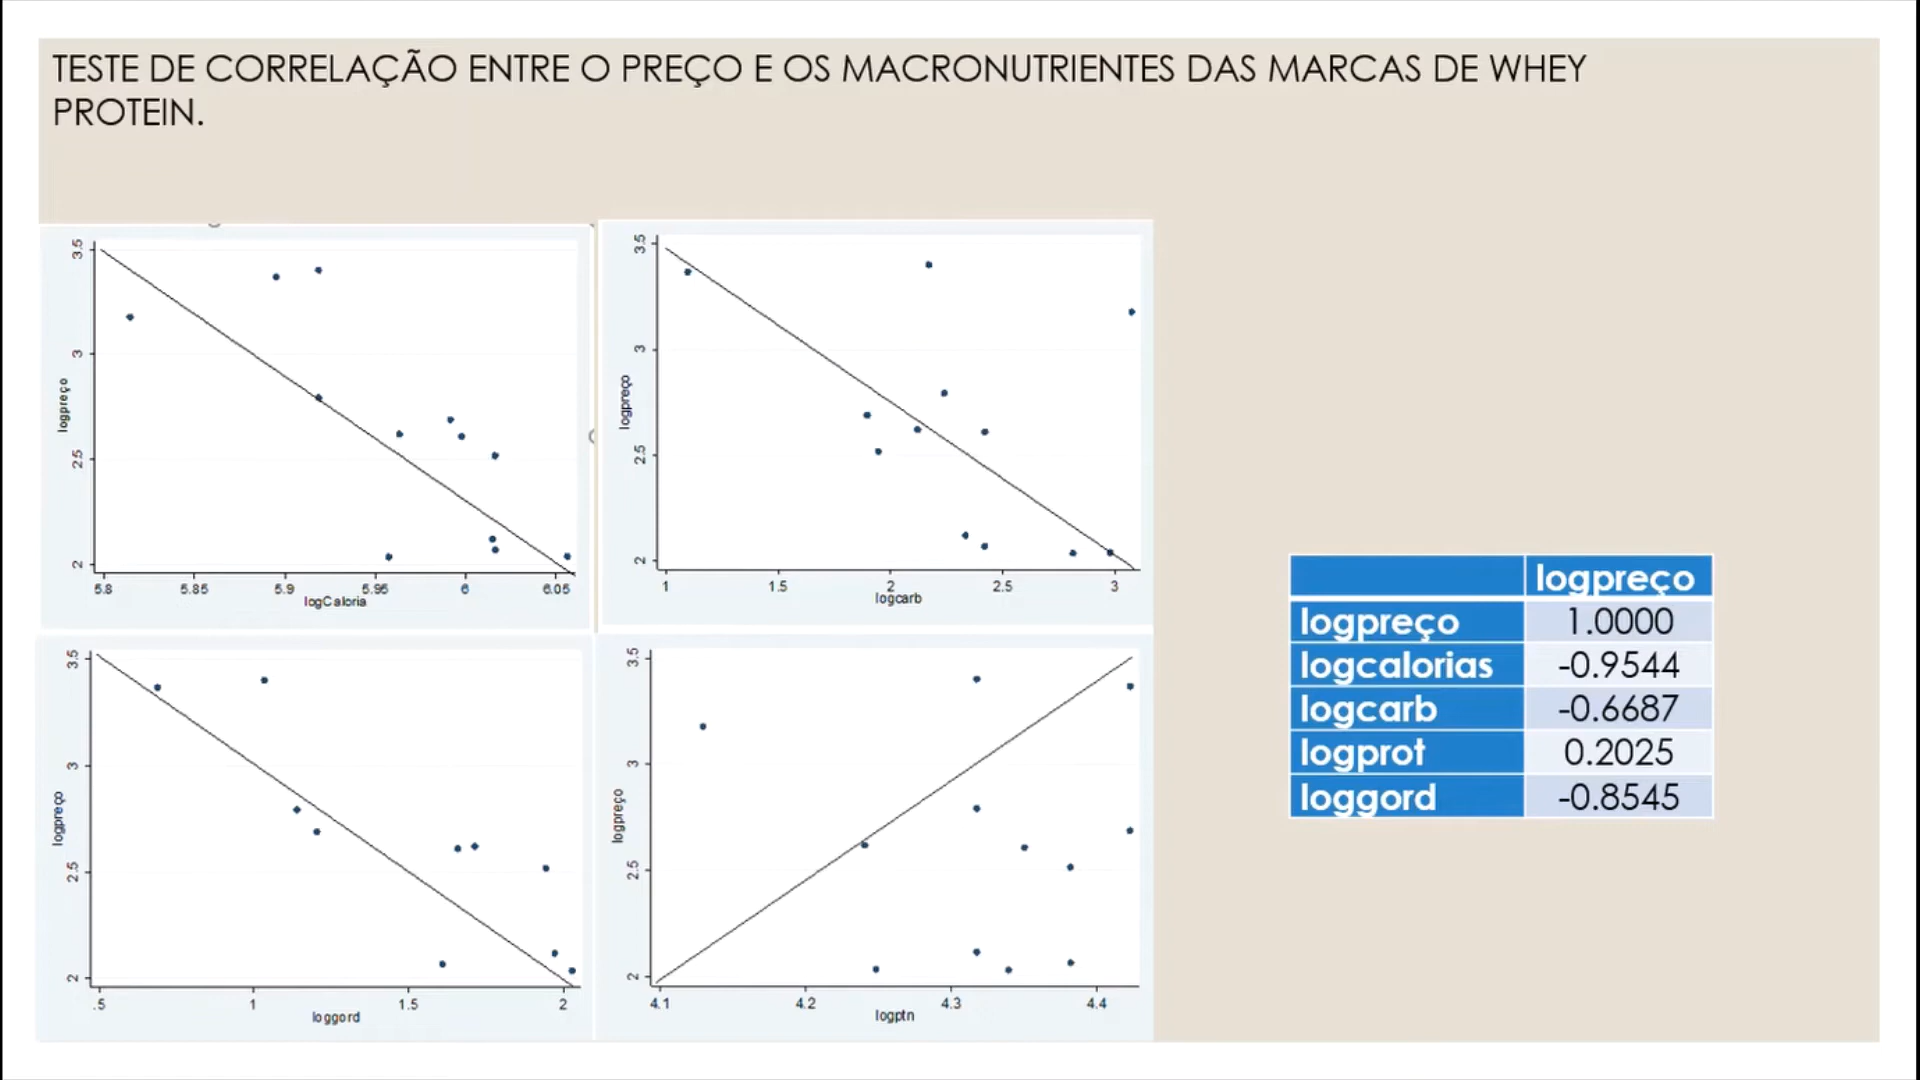 TESTE DE CORRELAÇÃO ENTRE O PREÇO E OS MACRONUTRIENTES DAS MARCAS DE WHEY
PROTEIN.
3.5
3
2.5
2
logpreço
5.8 5.85 5.9 5.95 6 6.05
logCaloria
3.5
3
2.5
2
logpreço
1 1.5 2 2.5 3
logcarb
3.5
3
2.5
2
logpreço
.5 1 1.5 2
loggord
3.5
3
2.5
2
logpreço
4.1 4.2 4.3 4.4
logptn
logpreço
logpreço 1.0000
logcalorias -0.9544
logcarb -0.6687
logprot 0.2025
loggord -0.8545